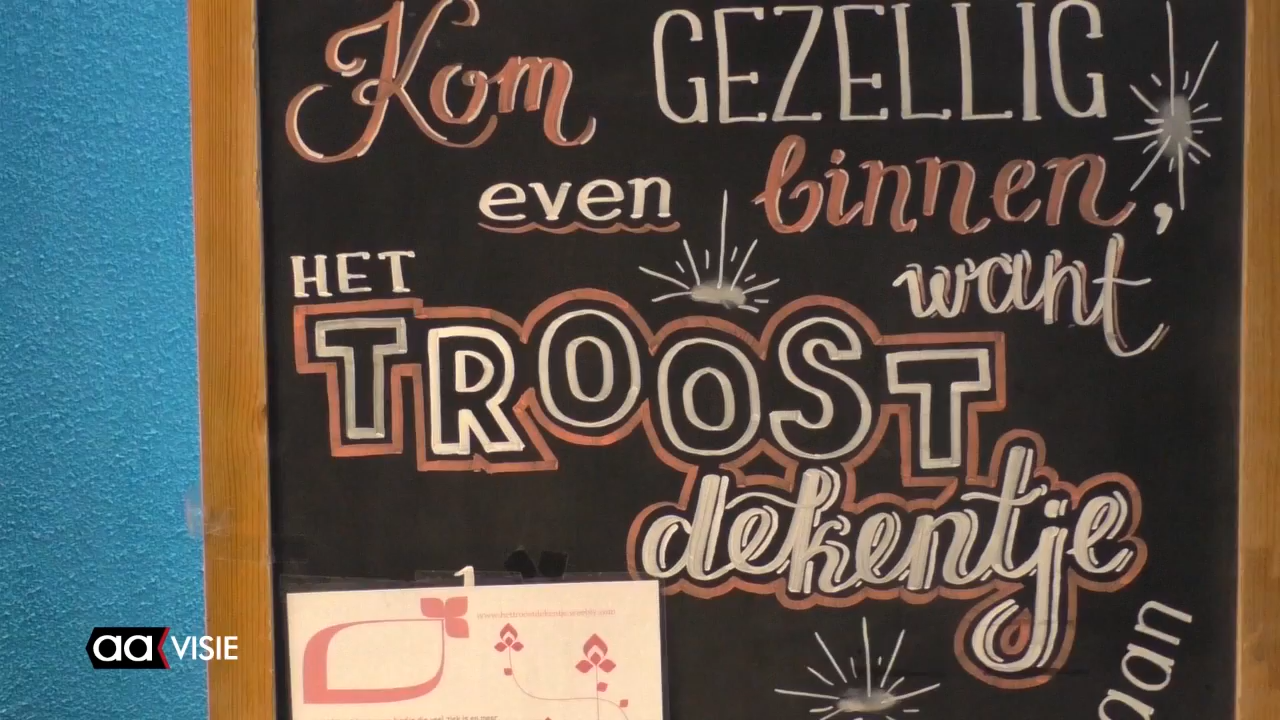 Kom GEZELLIG
even binnen,
HET want
TROOST
dekentje
aan
aa VISIE